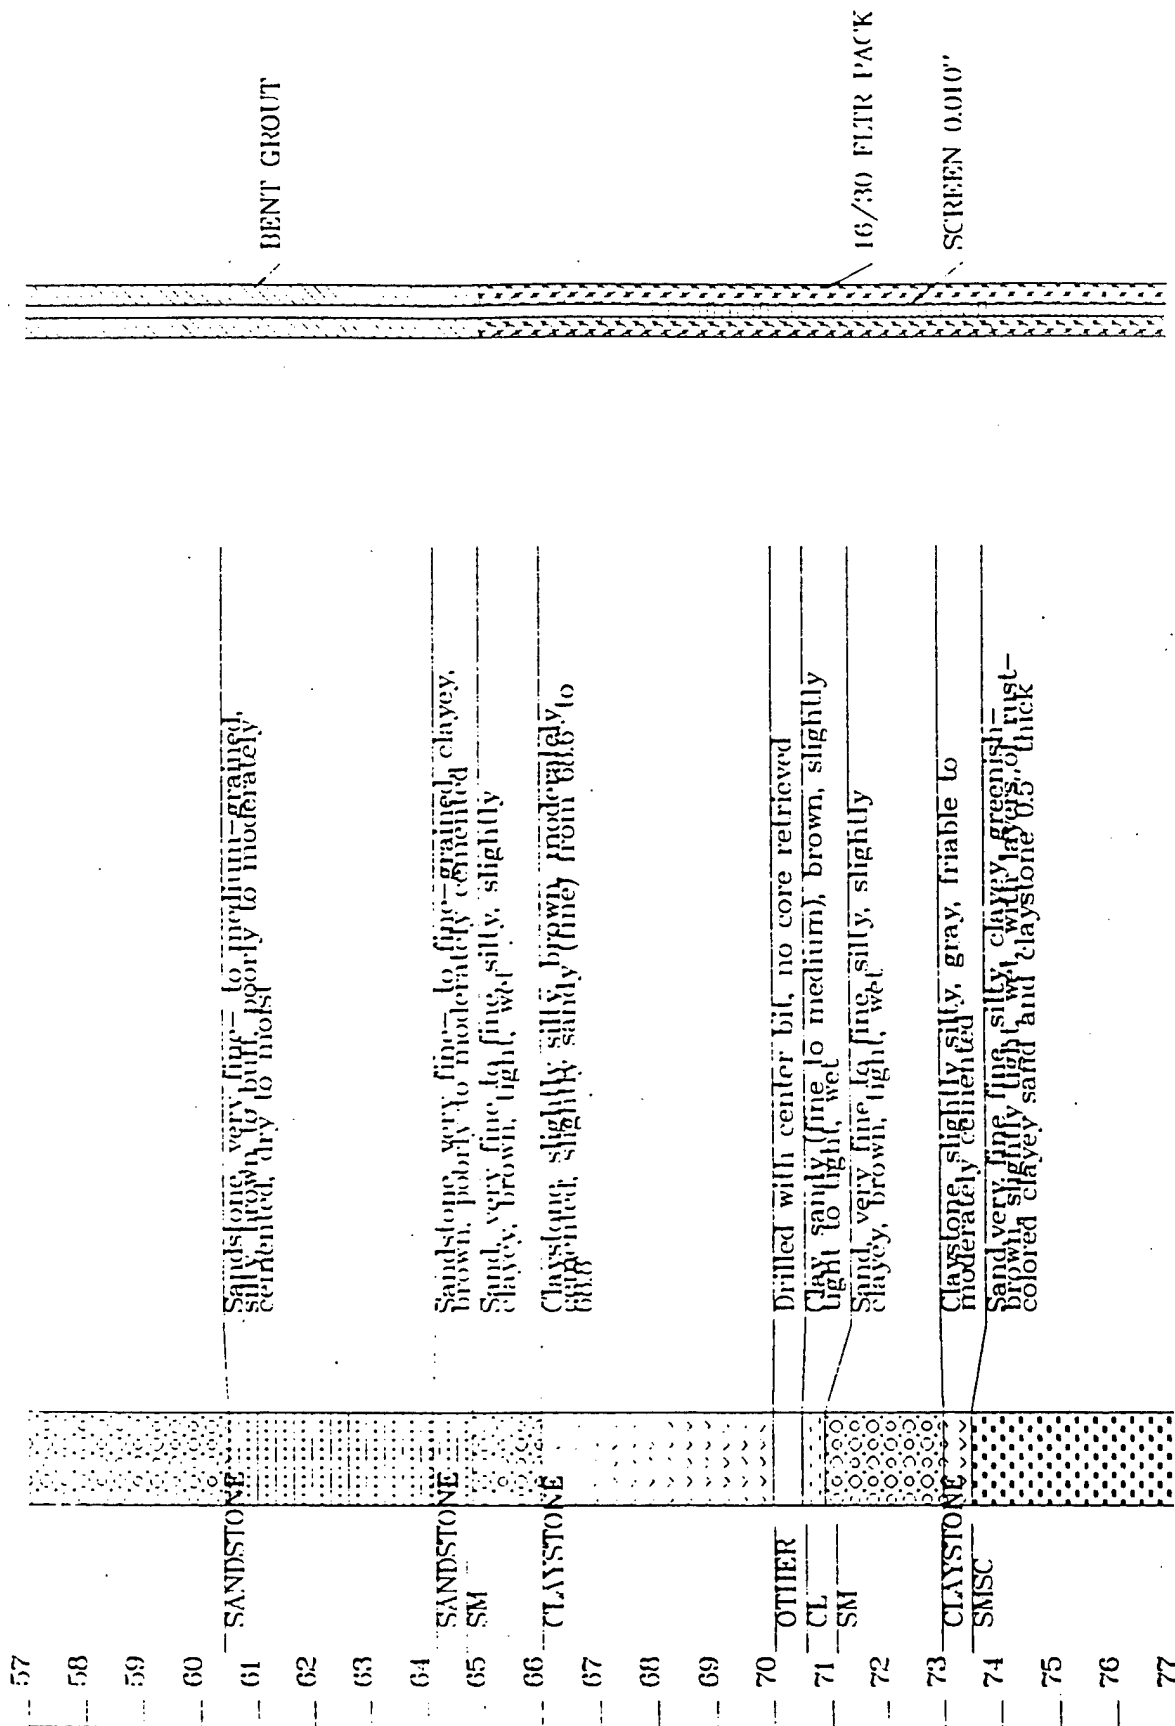 57
58
59
60
61
62
63
64
65
66
67
68
69
70
71
72
73
74
75
76
77
SANDSTONE
SANDSTONE
SM
CLAYSTONE
OTHER
CL
SM
CLAYSTONE
SMSC
Sandstone, very fine- to medium-grained,
silty, brown to buff, poorly to moderately
cemented, dry to moist
Sandstone, very fine- to fine-grained, clayey,
brown, poorly to moderately cemented
Sand, very fine to fine, silty, slightly
clayey, brown, tight, wet
Claystone, slightly silty, brown, moderately
cemented, slightly sandy (fine) from 66.6 to
Drilled with center bit, no core retrieved
Clay, sandy (fine to medium), brown, slightly
tight to tight, wet
Sand, very fine to fine, silty, slightly
clayey, brown, tight, wet
Claystone, slightly silty, gray, friable to
moderately cemented
Sand, very fine, fine, silty, clayey, greenish-
brown, slightly tight, wet, with layers of rust-
colored clayey sand and claystone 0.5" thick
BENT GROUT
16/30 FLTR PACK
SCREEN 0.010"